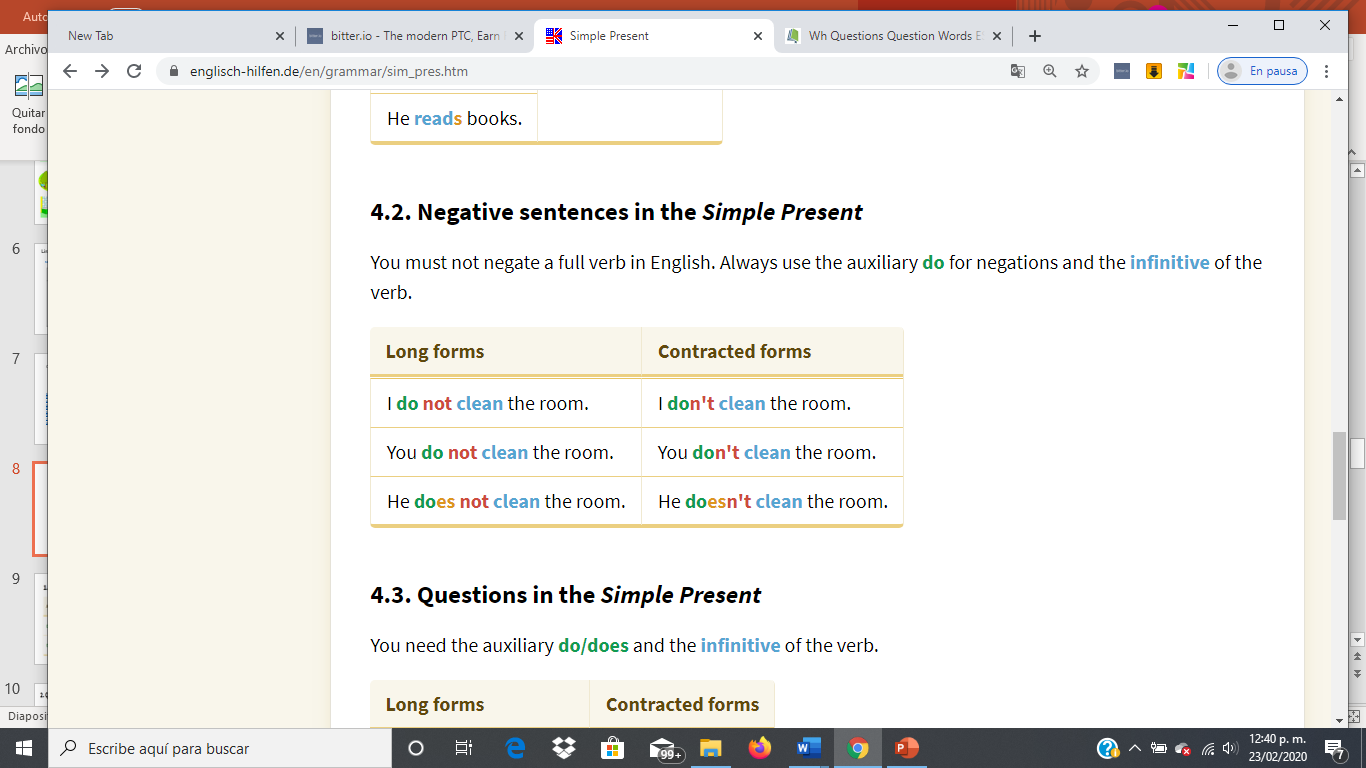 Auto
New Tab
bitter.io - The modern PTC, Earn
Simple Present
Wh Questions Question Words E
Archivo
englisch-hilfen.de/en/grammar/sim_pres.htm
En pausa
Quitar
fondo
He reads books.
4.2. Negative sentences in the Simple Present
You must not negate a full verb in English. Always use the auxiliary do for negations and the infinitive of the
verb.
Long forms Contracted forms
I do not clean the room. I don't clean the room.
You do not clean the room. You don't clean the room.
He does not clean the room. He doesn't clean the room.
4.3. Questions in the Simple Present
You need the auxiliary do/does and the infinitive of the verb.
Long forms Contracted forms
6
7
8
9
10
Diaposi
Escribe aquí para buscar
99+
12:40 p. m.
23/02/2020
7